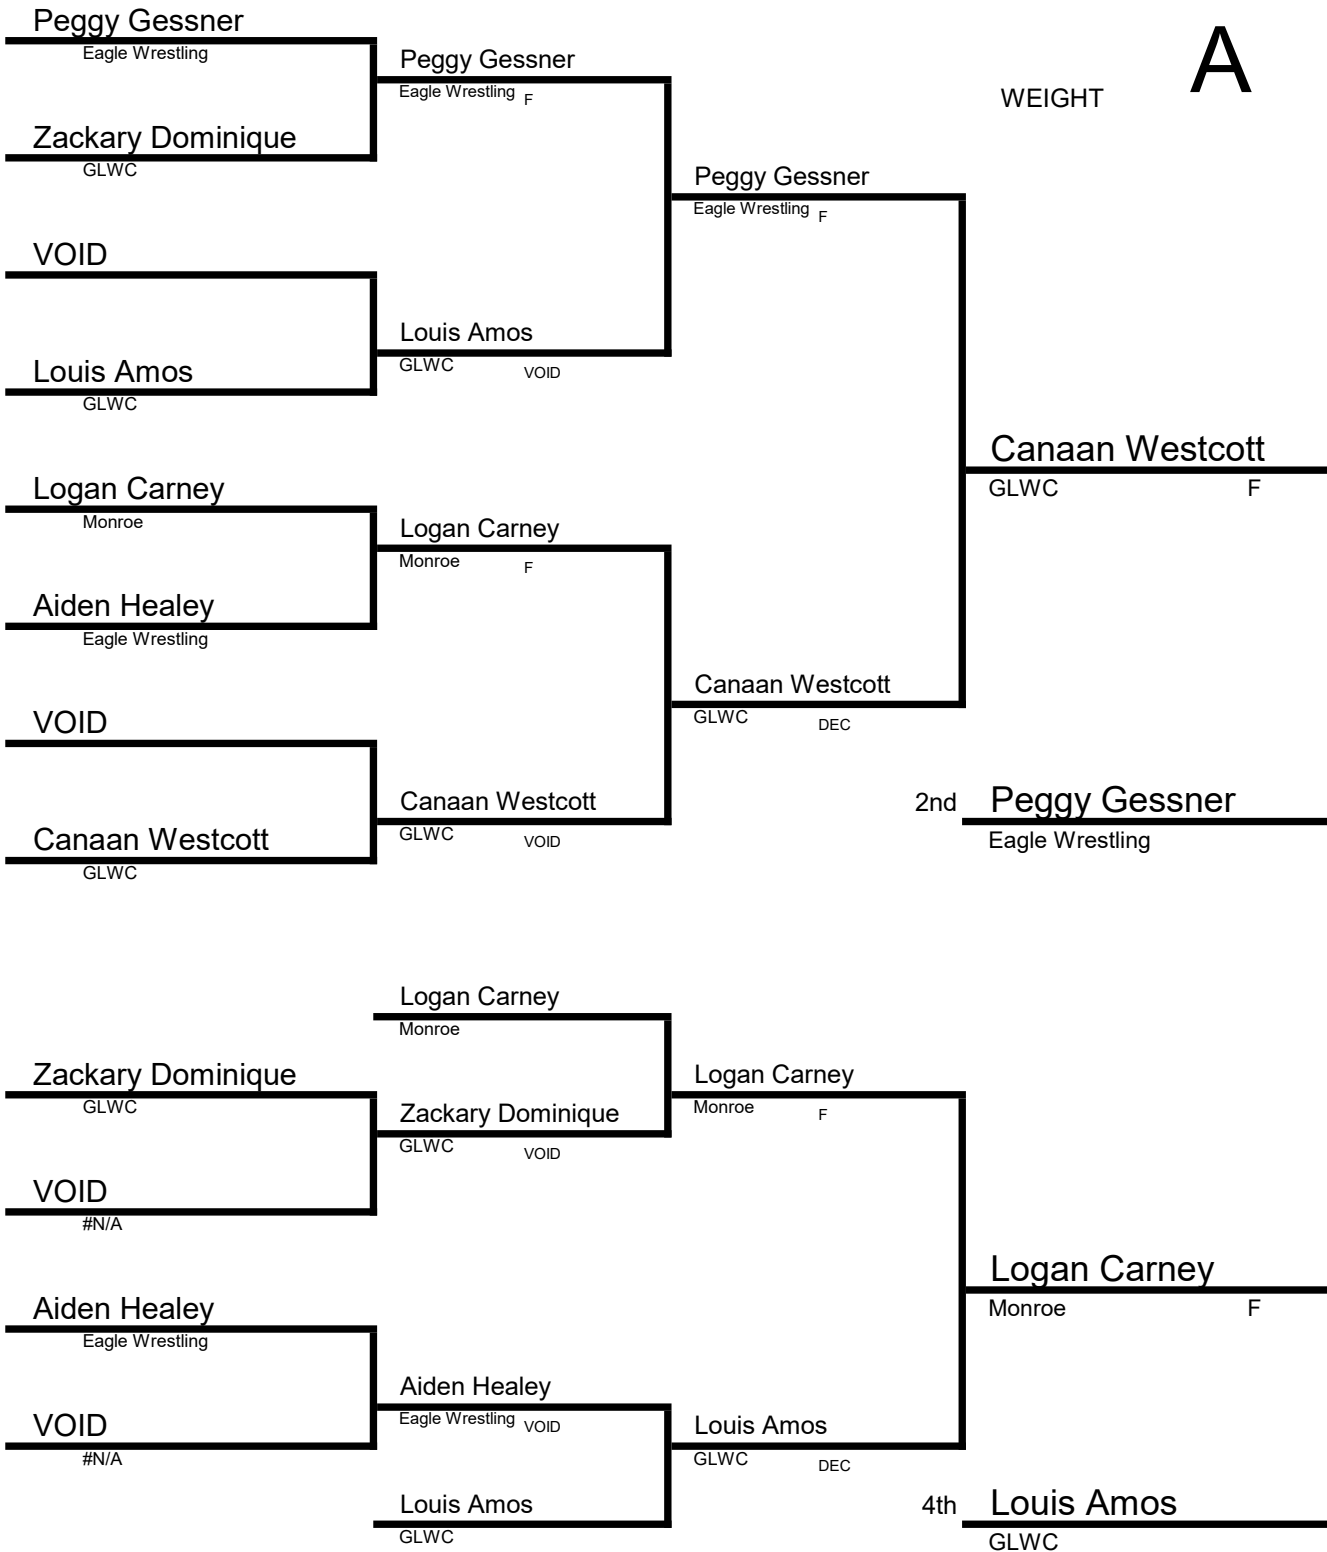 Peggy Gessner
Eagle Wrestling
Peggy Gessner
Eagle Wrestling F
A
WEIGHT
Zackary Dominique
GLWC
Peggy Gessner
Eagle Wrestling F
VOID
Louis Amos
GLWC VOID
Louis Amos
GLWC
Canaan Westcott
GLWC F
Logan Carney
Monroe
Logan Carney
Monroe F
Aiden Healey
Eagle Wrestling
Canaan Westcott
GLWC DEC
VOID
Canaan Westcott
GLWC VOID
2nd Peggy Gessner
Eagle Wrestling
Canaan Westcott
GLWC
Logan Carney
Monroe
Zackary Dominique
GLWC
Logan Carney
Monroe F
Zackary Dominique
GLWC VOID
VOID
#N/A
Logan Carney
Monroe F
Aiden Healey
Eagle Wrestling
Aiden Healey
Eagle Wrestling VOID
VOID
#N/A
Louis Amos
GLWC DEC
Louis Amos
GLWC
4th Louis Amos
GLWC